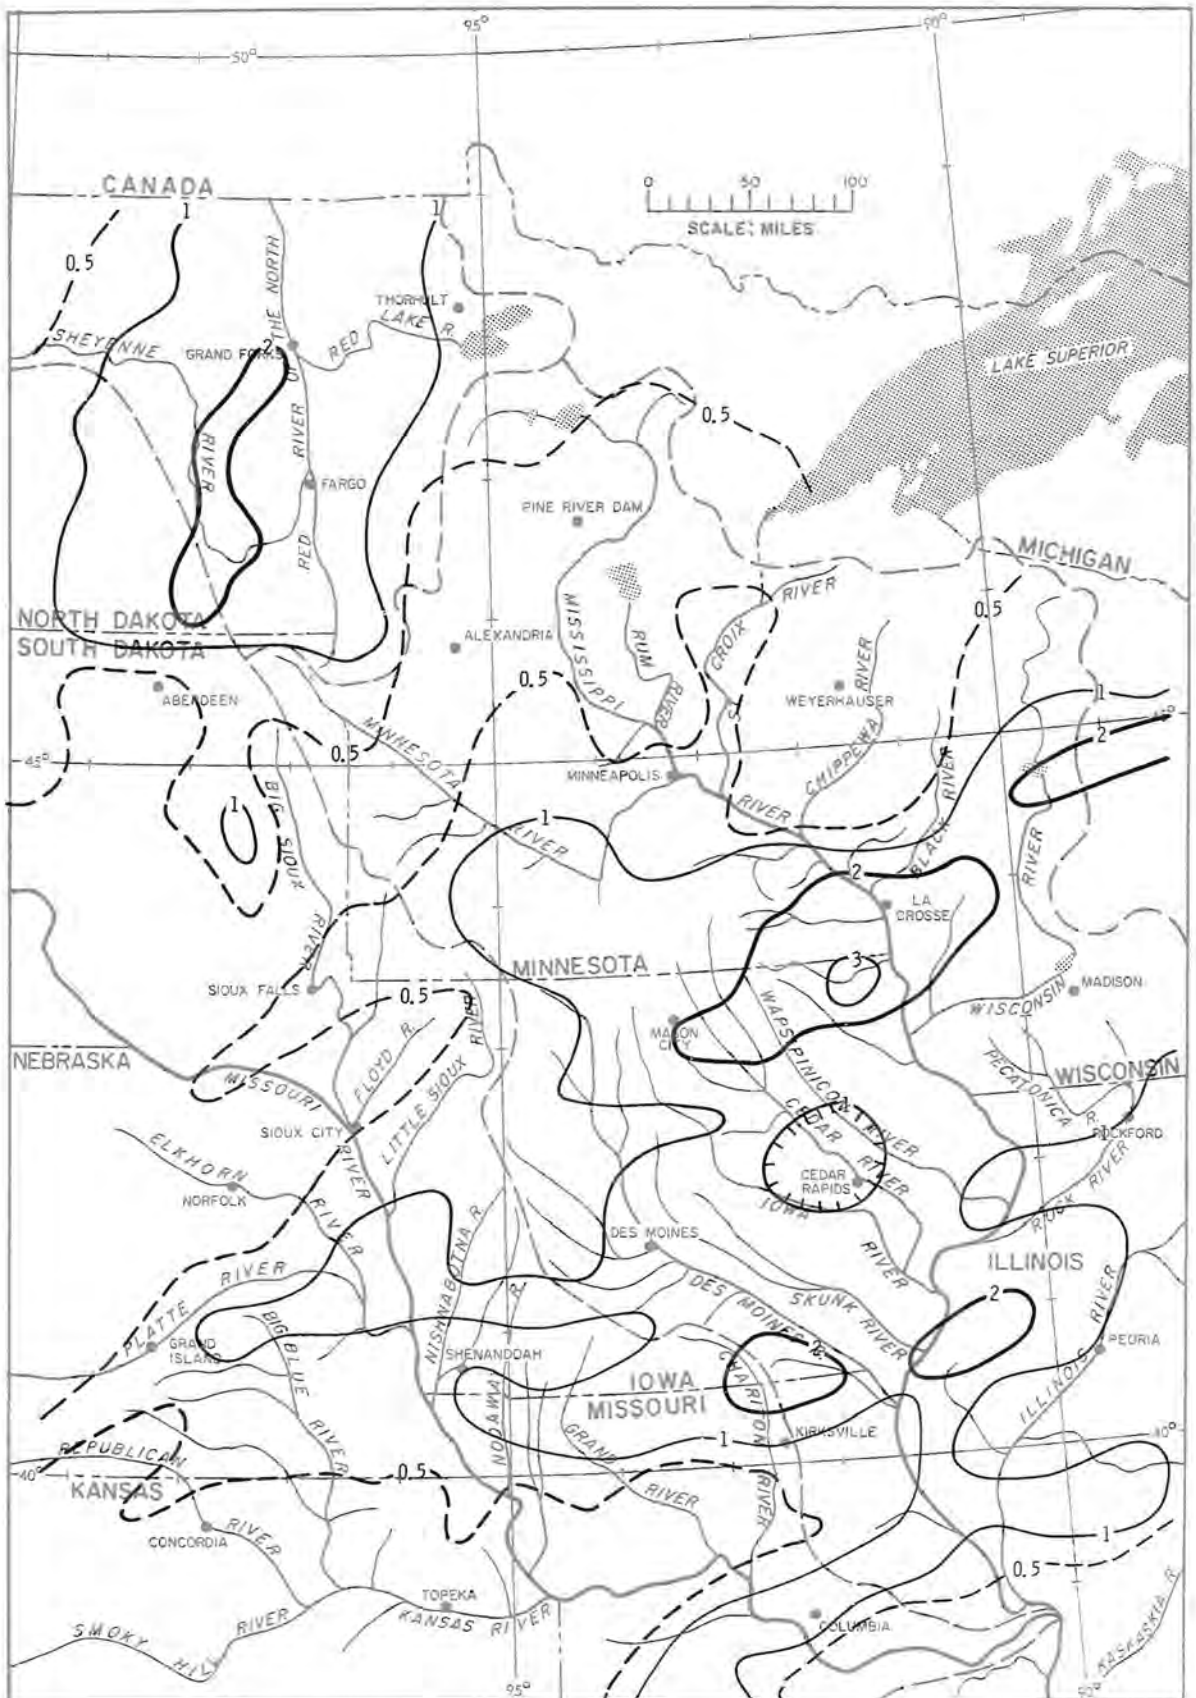 95°
90°
50°
CANADA
0 50 100
SCALE: MILES
1
1
0.5
THE NORTH
THORHULT
LAKE R.
RED
SHEYENNE
GRAND FORKS
2
OF
LAKE SUPERIOR
RIVER
RIVER
0.5
FARGO
PINE RIVER DAM
RED
MICHIGAN
RIVER
MISSISSIPPI
0.5
NORTH DAKOTA
SOUTH DAKOTA
ALEXANDRIA
RUM
CROIX
RIVER
0.5
ABERDEEN
RIVER
WEYERHAUSER
1
ST
MINNESOTA
2
45°
0.5
45°
MINNEAPOLIS
CHIPPEWA
RIVER
1
BIG SIOUX
1
RIVER
RIVER
BLACK
RIVER
2
LA
CROSSE
RIVER
3
MINNESOTA
SIOUX FALLS
0.5
MADISON
WISCONSIN
RIVER
WAPSIPINICON
MASON
CITY
FLOYD R.
NEBRASKA
PECATONICA
WISCONSIN
MISSOURI
LITTLE SIOUX
CEDAR
1
R.
SIOUX CITY
RIVER
1
ROCKFORD
ELKHORN
RIVER
CEDAR
RAPIDS
RIVER
NORFOLK
RIVER
IOWA
ROCK RIVER
NISHNABOTNA R.
DES MOINES
RIVER
ILLINOIS
RIVER
DES MOINES
SKUNK
2
RIVER
PLATTE
BIG BLUE
R.
RIVER
GRAND
ISLAND
2
R.
PEORIA
SHENANDOAH
CHARITON
IOWA
MISSOURI
ILLINOIS
RIVER
NODAWAY
GRAND
1
KIRKSVILLE
40°
REPUBLICAN
40°
0.5
KANSAS
RIVER
RIVER
1
CONCORDIA
RIVER
0.5
TOPEKA
KANSAS RIVER
COLUMBIA
RIVER
SMOKY
HILL
KASKASKIA R.
95°
90°